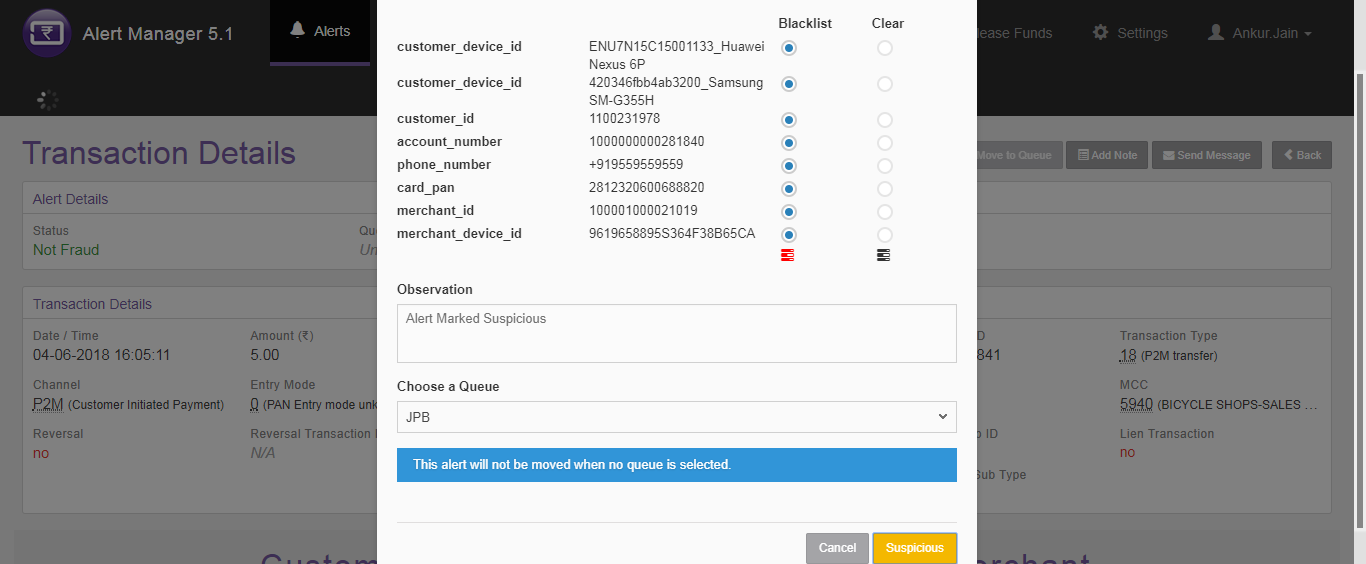 Alert Manager 5.1
Alerts
lease Funds
Settings
Ankur.Jain
Transaction Details
Move to Queue
Add Note
Send Message
Back
Alert Details
Status
Not Fraud
Que
Un
Blacklist Clear
customer_device_id ENU7N15C15001133_Huawei
Nexus 6P
customer_device_id 420346fbb4ab3200_Samsung
SM-G355H
customer_id 1100231978
account_number 1000000000281840
phone_number +919559559559
card_pan 2812320600688820
merchant_id 100001000021019
merchant_device_id 9619658895S364F38B65CA
Observation
Alert Marked Suspicious
Choose a Queue
JPB
This alert will not be moved when no queue is selected.
Cancel
Suspicious
Transaction Details
Date / Time
04-06-2018 16:05:11
Amount (₹)
5.00
Channel
P2M (Customer Initiated Payment)
Entry Mode
0 (PAN Entry mode unk
Reversal
no
Reversal Transaction I
N/A
D
841
Transaction Type
18 (P2M transfer)
MCC
5940 (BICYCLE SHOPS-SALES ...
ID
Lien Transaction
no
Sub Type
Custom
erchant